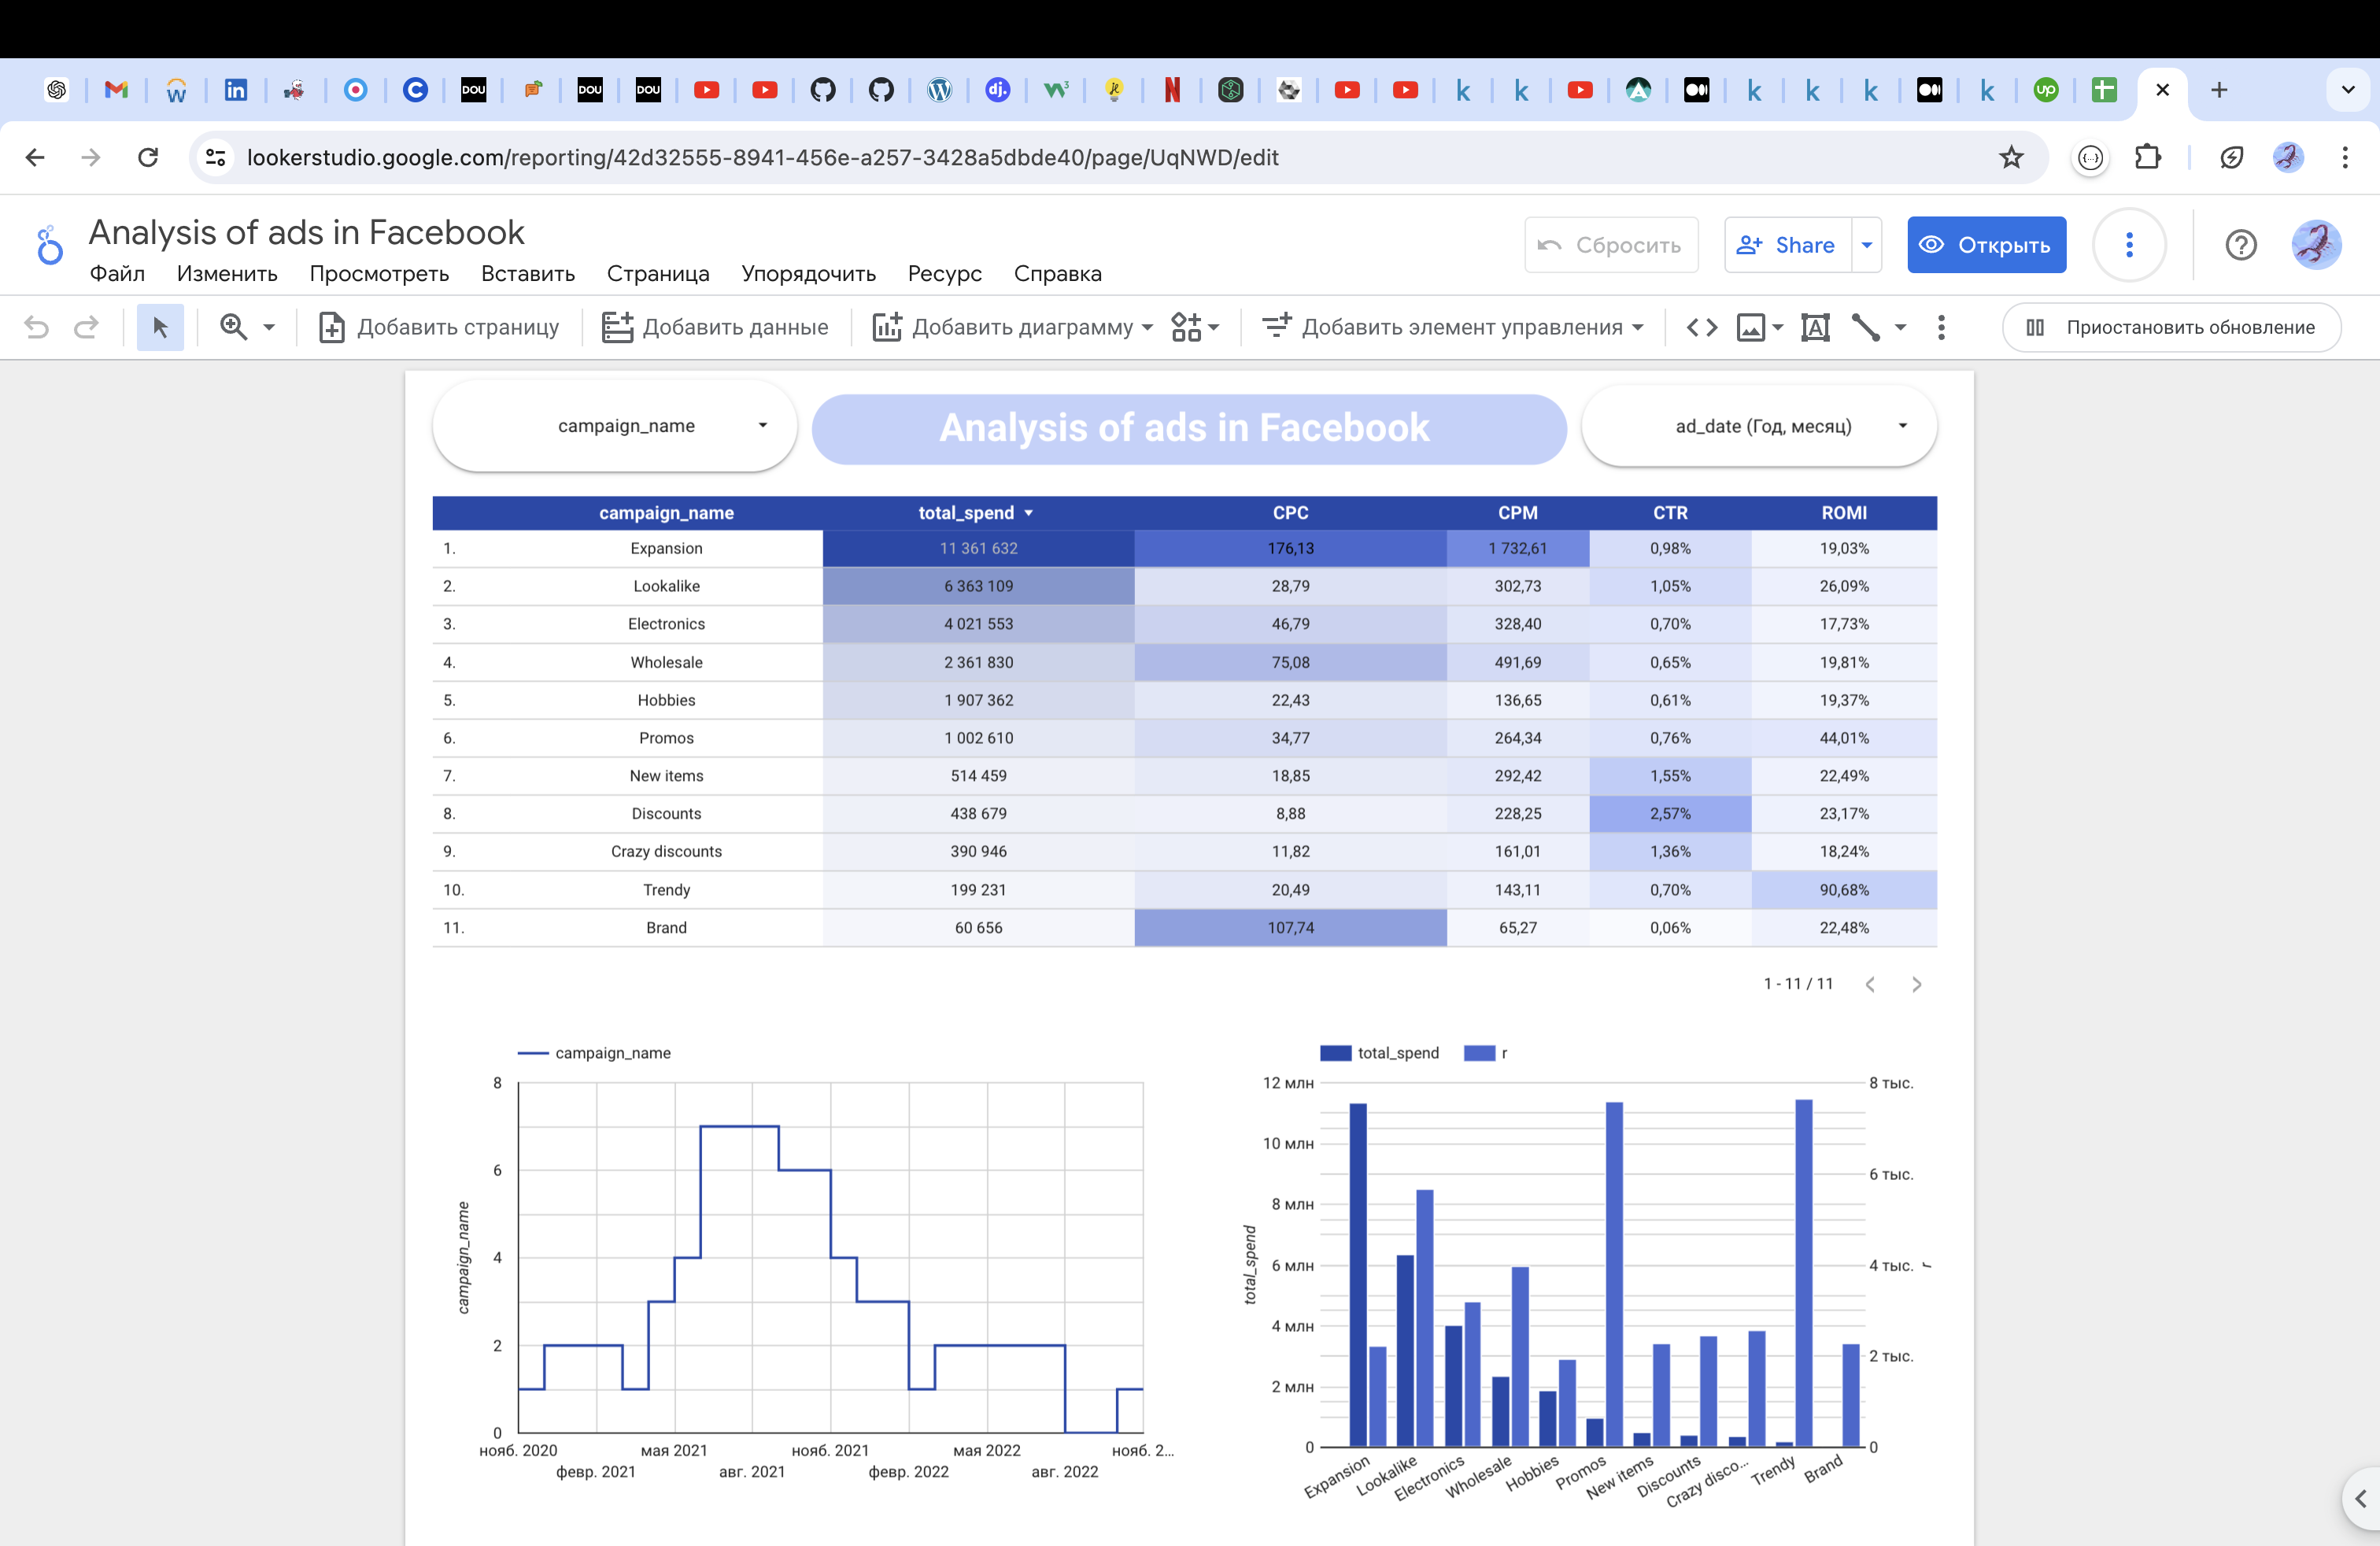 DOU
DOU
DOU
dj.
up
lookerstudio.google.com/reporting/42d32555-8941-456e-a257-3428a5dbde40/page/UqNWD/edit
Analysis of ads in Facebook
Сбросить
Share
Открыть
Файл Изменить Просмотреть Вставить Страница Упорядочить Ресурс Справка
Добавить страницу Добавить данные Добавить диаграмму Добавить элемент управления Приостановить обновление
campaign_name
Analysis of ads in Facebook
ad_date (Год, месяц)
campaign_name total_spend CPC CPM CTR ROMI
1. Expansion 11 361 632 176,13 1 732,61 0,98% 19,03%
2. Lookalike 6 363 109 28,79 302,73 1,05% 26,09%
3. Electronics 4 021 553 46,79 328,40 0,70% 17,73%
4. Wholesale 2 361 830 75,08 491,69 0,65% 19,81%
5. Hobbies 1 907 362 22,43 136,65 0,61% 19,37%
6. Promos 1 002 610 34,77 264,34 0,76% 44,01%
7. New items 514 459 18,85 292,42 1,55% 22,49%
8. Discounts 438 679 8,88 228,25 2,57% 23,17%
9. Crazy discounts 390 946 11,82 161,01 1,36% 18,24%
10. Trendy 199 231 20,49 143,11 0,70% 90,68%
11. Brand 60 656 107,74 65,27 0,06% 22,48%
1 - 11 / 11
campaign_name
8
6
4
2
0
campaign_name
нояб. 2020 мая 2021 нояб. 2021 мая 2022 нояб. 2...
февр. 2021 авг. 2021 февр. 2022 авг. 2022
total_spend r
12 млн
10 млн
8 млн
6 млн
4 млн
2 млн
0
total_spend
8 тыс.
6 тыс.
4 тыс.
2 тыс.
0
r
Expansion Lookalike Electronics Wholesale Hobbies Promos New items Discounts Crazy disco... Trendy Brand